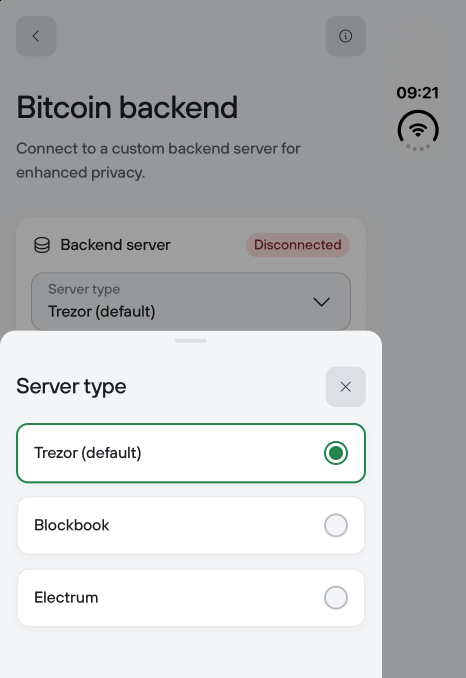 09:21
Bitcoin backend
Connect to a custom backend server for
enhanced privacy.
Backend server
Disconnected
Server type
Trezor (default)
Server type
Trezor (default)
Blockbook
Electrum